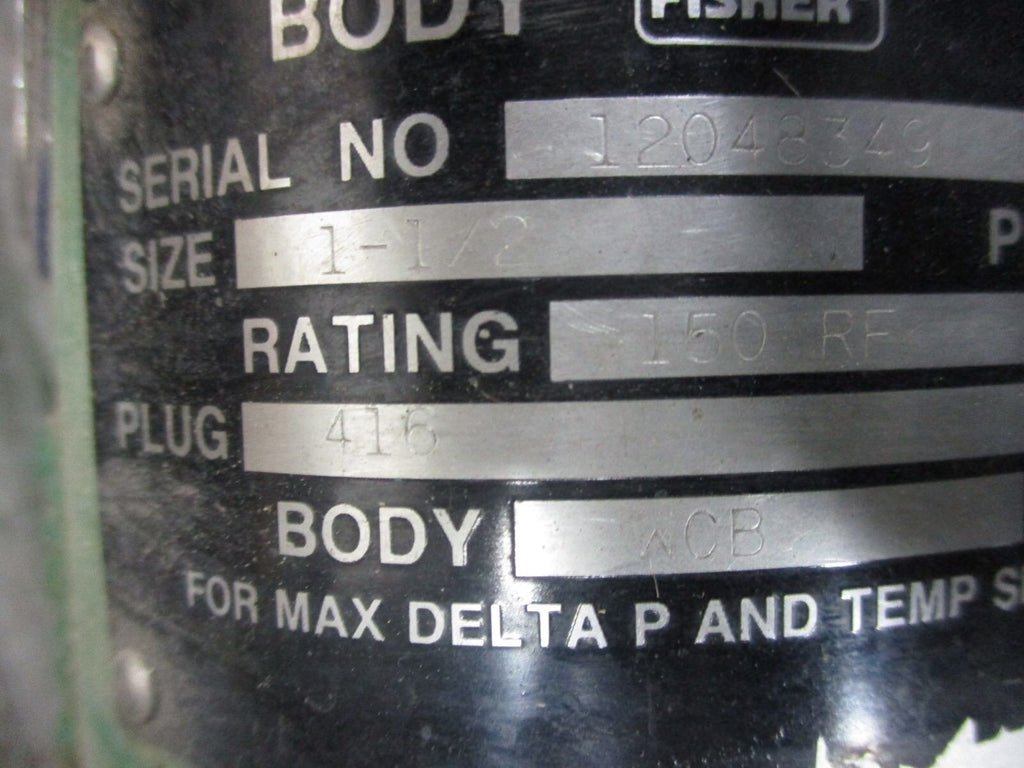 BODY FISHER
SERIAL NO 12048349
SIZE 1-1/2 P
RATING 150 RF
PLUG 416
BODY WCB
FOR MAX DELTA P AND TEMP S